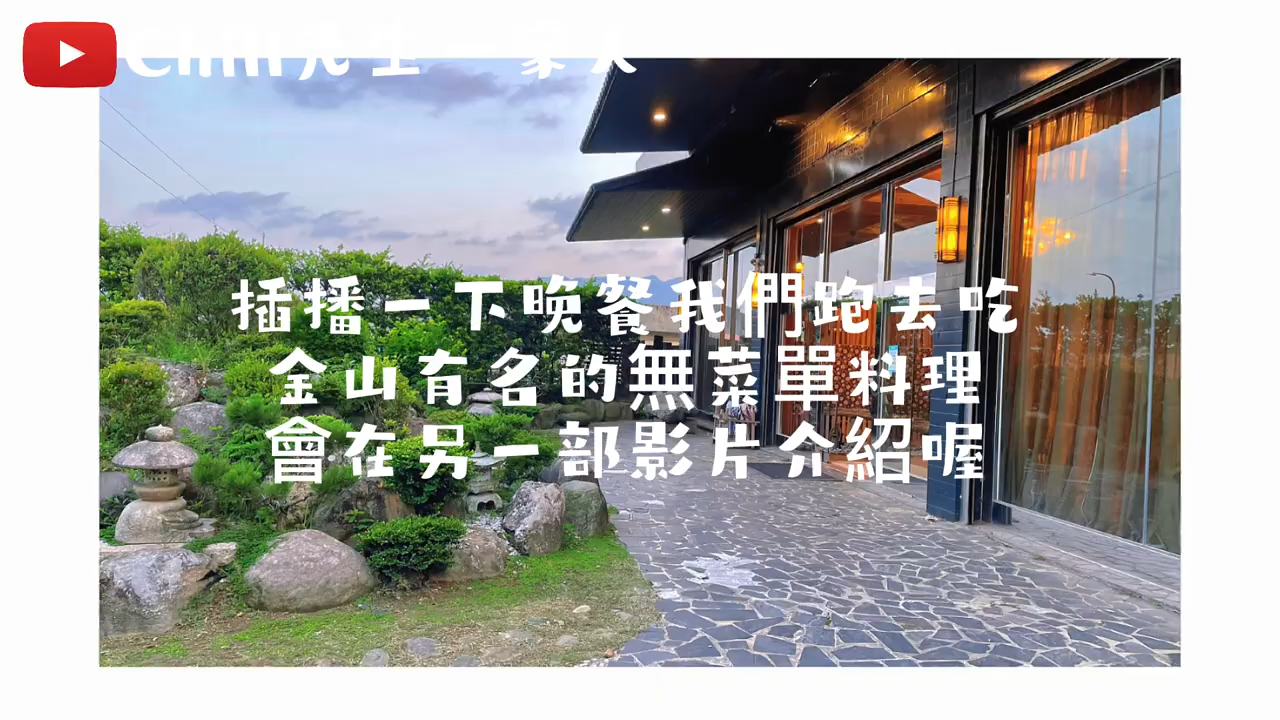 插播一下晚餐我們跑去吃
金山有名的無菜單料理
會在另一部影片介紹喔